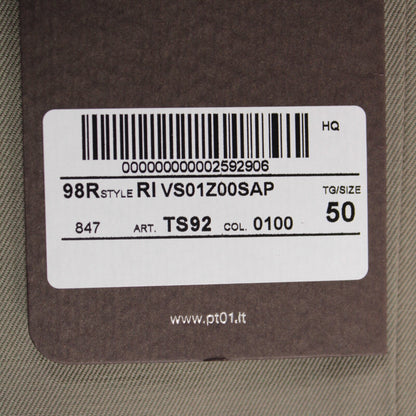 HQ
000000000002592906
98R STYLE RI VS01Z00SAP TG/SIZE
847 ART. TS92 COL. 0100 50
www.pt01.it